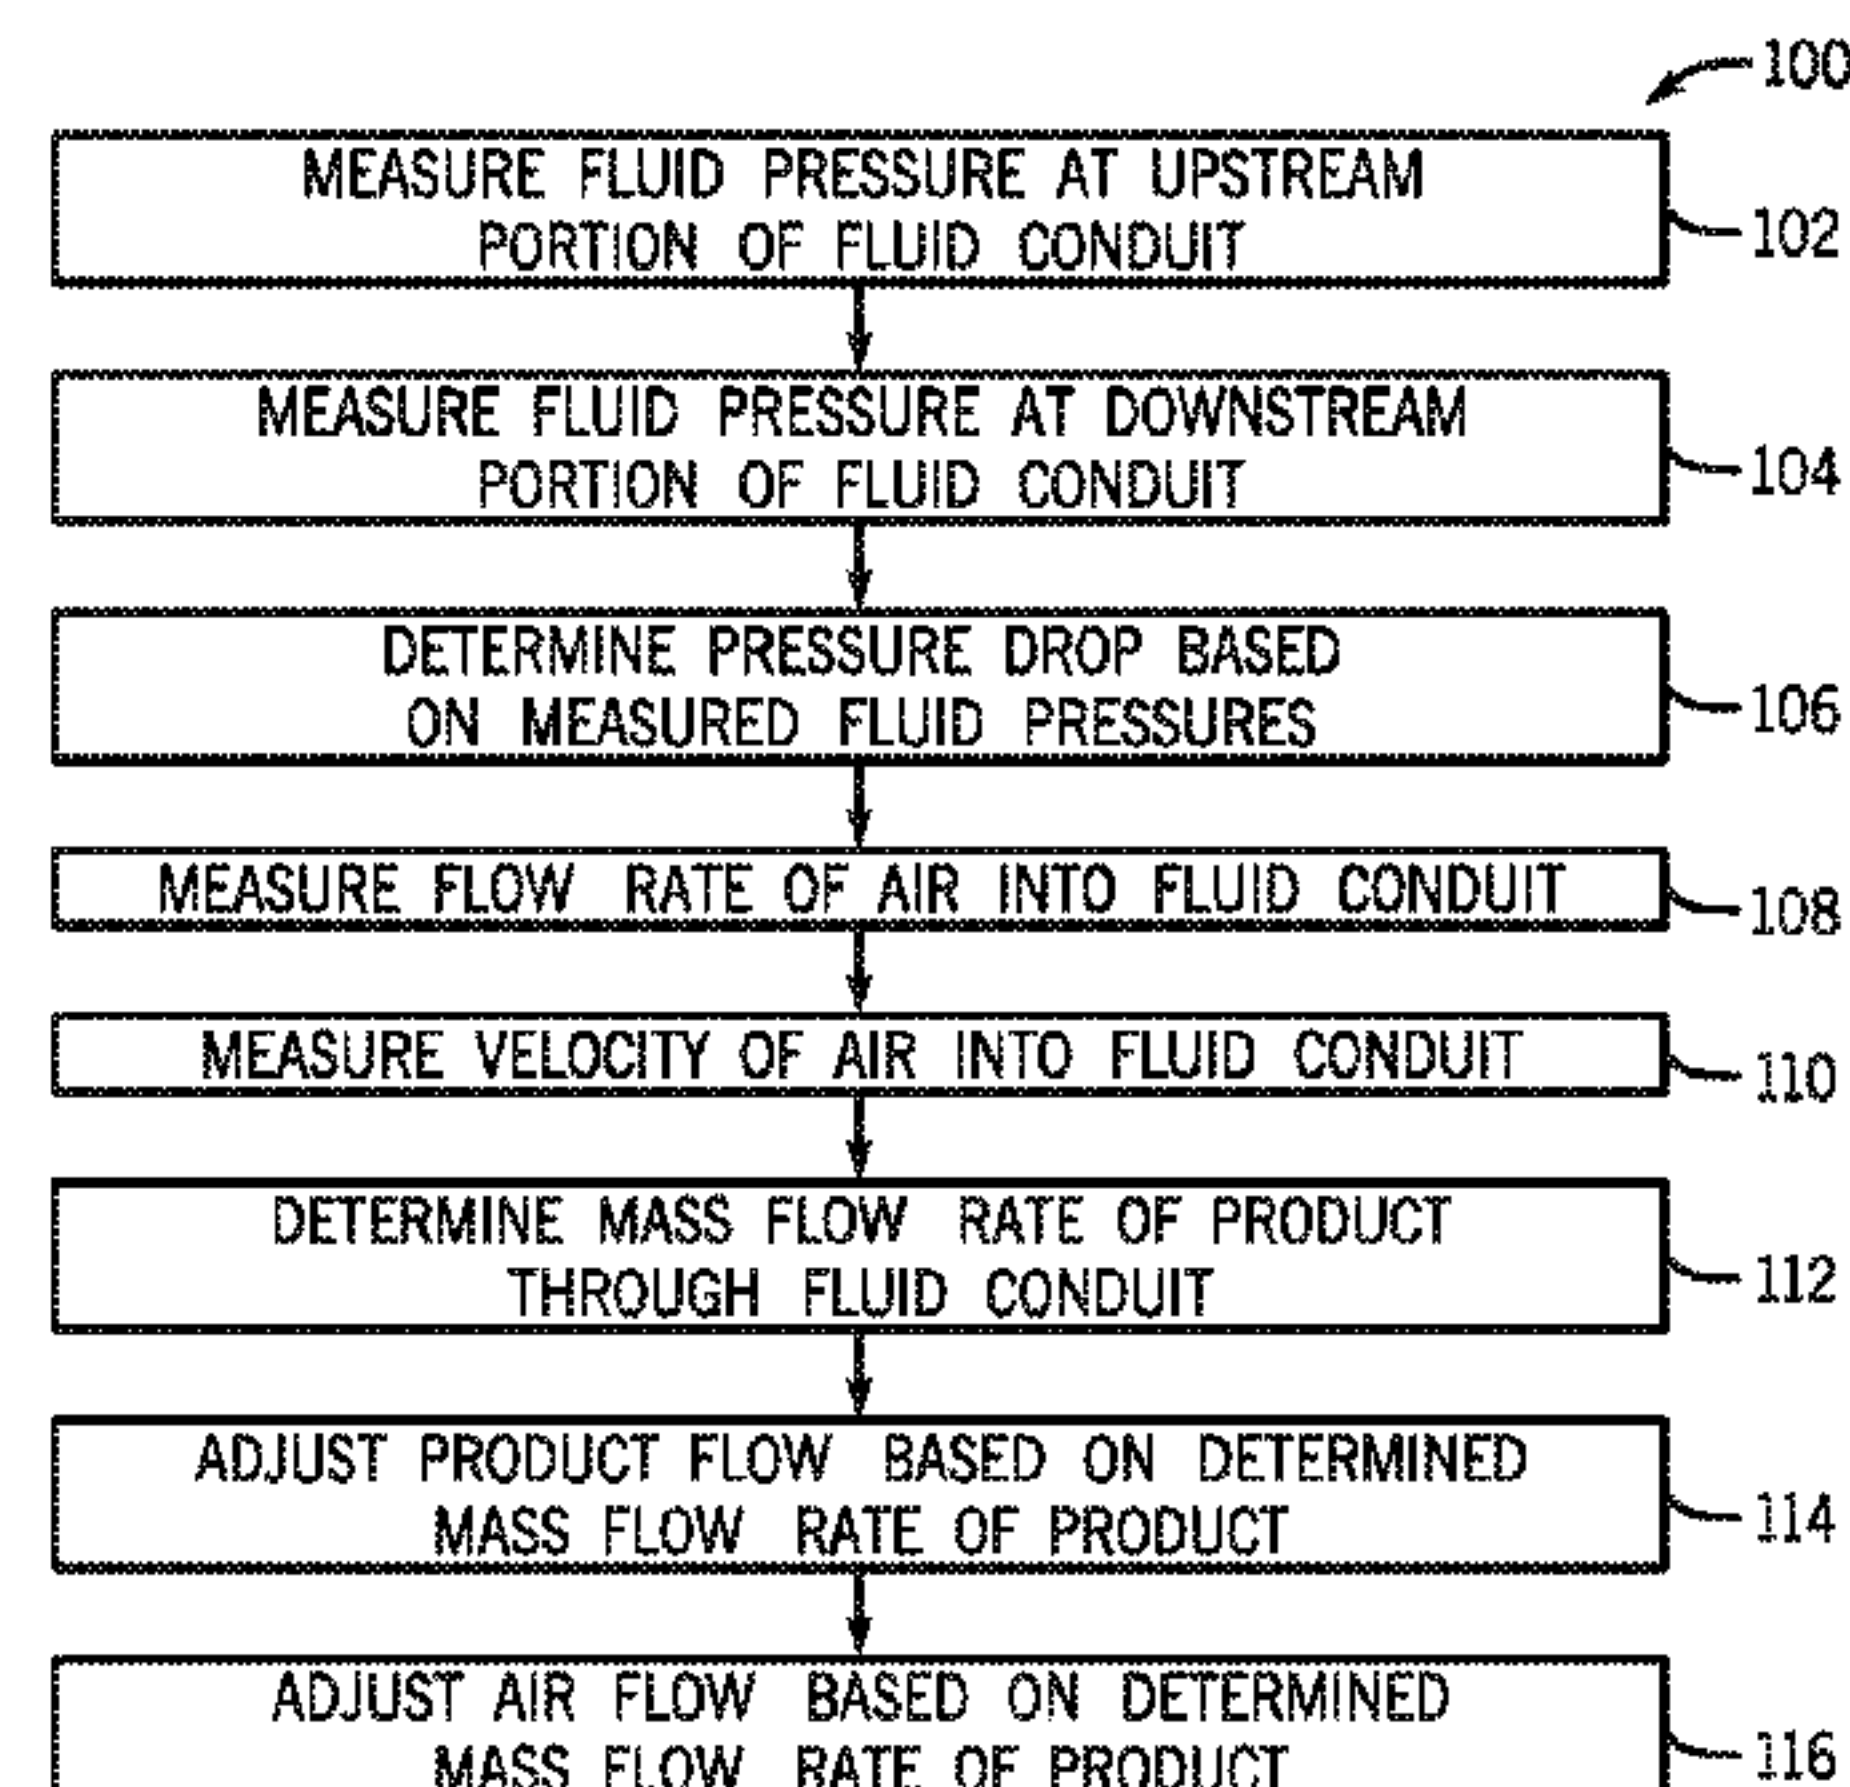 100
MEASURE FLUID PRESSURE AT UPSTREAM
PORTION OF FLUID CONDUIT
102
MEASURE FLUID PRESSURE AT DOWNSTREAM
PORTION OF FLUID CONDUIT
104
DETERMINE PRESSURE DROP BASED
ON MEASURED FLUID PRESSURES
106
MEASURE FLOW RATE OF AIR INTO FLUID CONDUIT
108
MEASURE VELOCITY OF AIR INTO FLUID CONDUIT
110
DETERMINE MASS FLOW RATE OF PRODUCT
THROUGH FLUID CONDUIT
112
ADJUST PRODUCT FLOW BASED ON DETERMINED
MASS FLOW RATE OF PRODUCT
114
ADJUST AIR FLOW BASED ON DETERMINED
MASS FLOW RATE OF PRODUCT
116